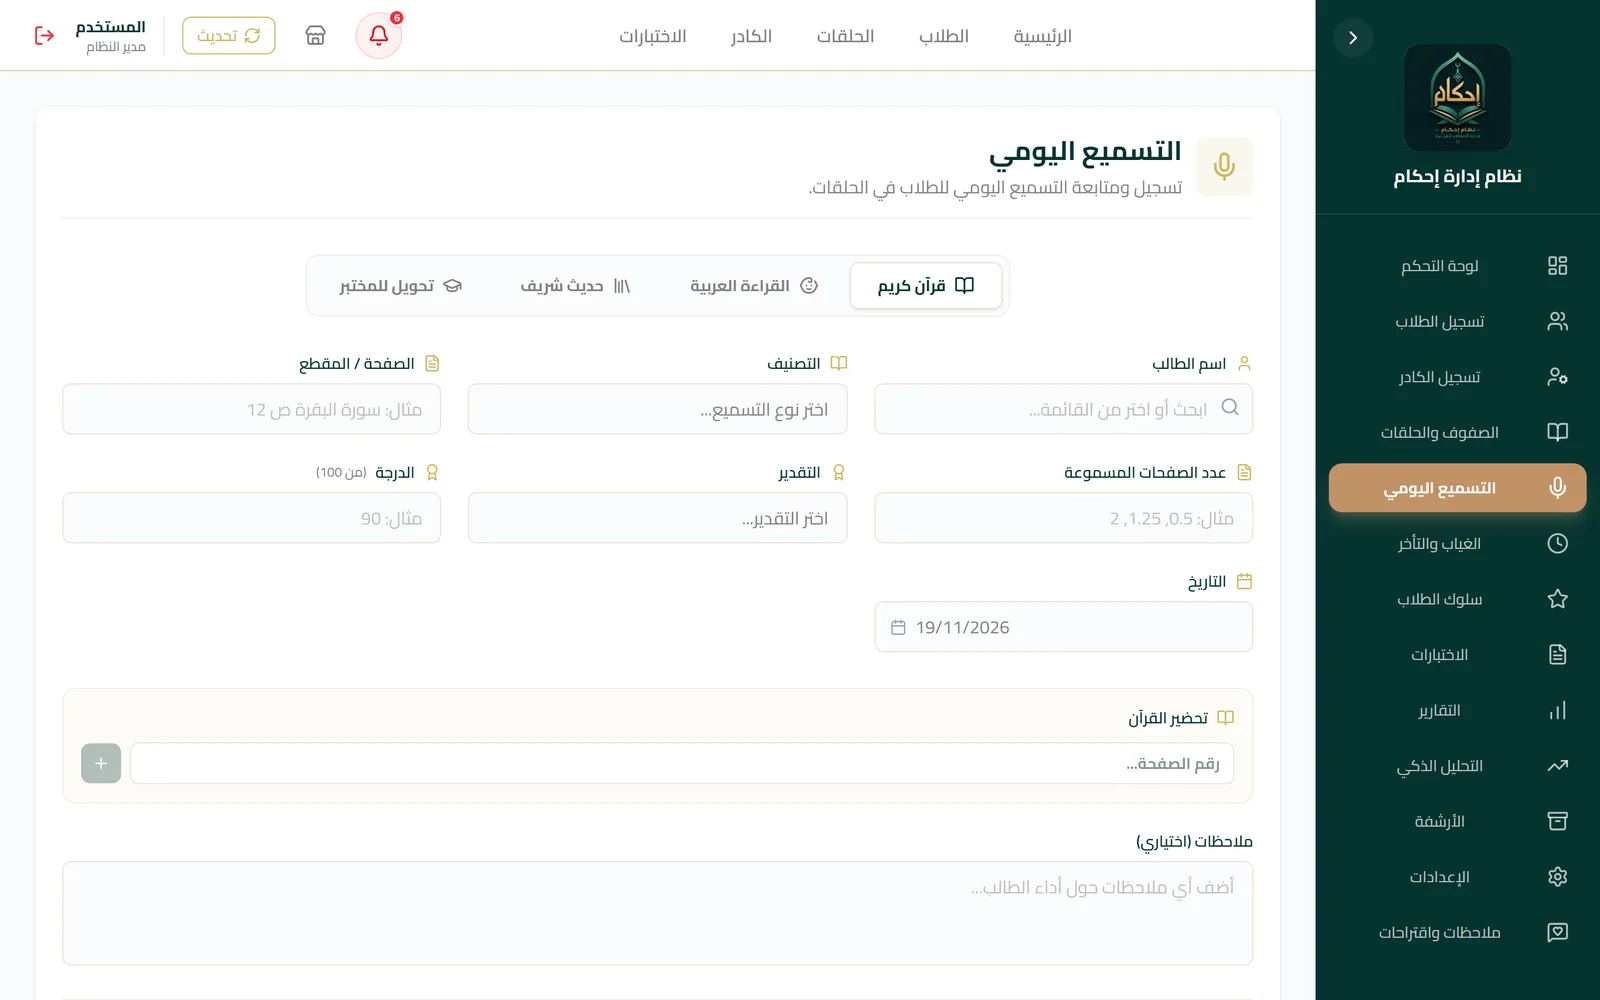 الرئيسية
الطلاب
الحلقات
الكادر
الاختبارات
6
تحديث
المستخدم
مدير النظام
إحكام
نظام إدارة إحكام
لوحة التحكم
تسجيل الطلاب
تسجيل الكادر
الصفوف والحلقات
التسميع اليومي
الغياب والتأخر
سلوك الطلاب
الاختبارات
التقارير
التحليل الذكي
الأرشفة
الإعدادات
ملاحظات واقتراحات
التسميع اليومي
تسجيل ومتابعة التسميع اليومي للطلاب في الحلقات.
قرآن كريم
القراءة العربية
حديث شريف
تحويل للمختبر
اسم الطالب
ابحث أو اختر من القائمة...
التصنيف
اختر نوع التسميع...
الصفحة / المقطع
مثال: سورة البقرة ص 12
عدد الصفحات المسموعة
مثال: 0.5, 1.25, 2
التقدير
اختر التقدير...
الدرجة (من 100)
مثال: 90
التاريخ
19/11/2026
تحضير القرآن
رقم الصفحة...
ملاحظات (اختياري)
أضف أي ملاحظات حول أداء الطالب...